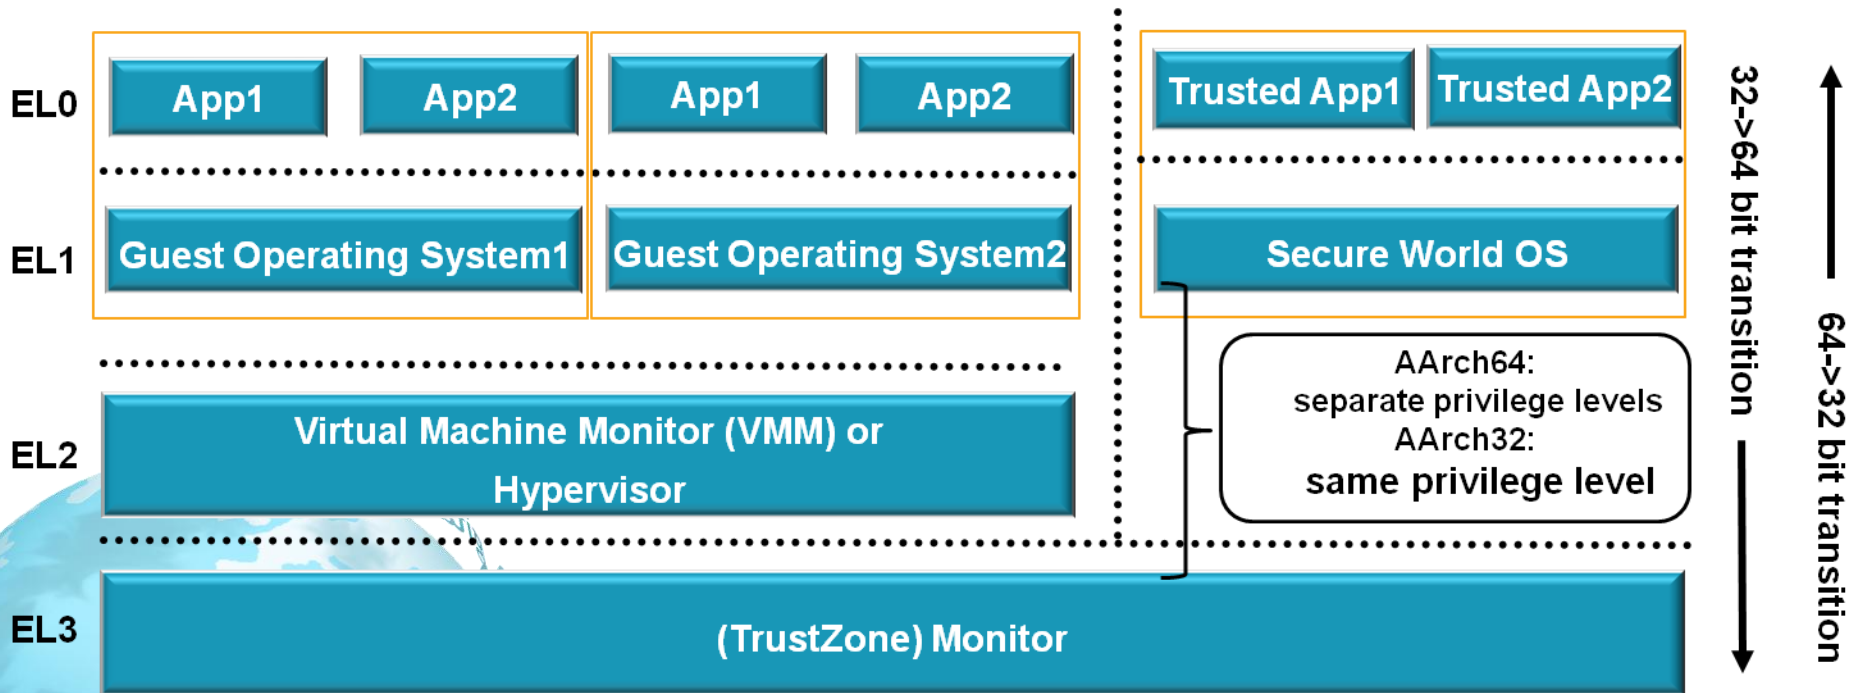 EL0
App1
App2
App1
App2
Trusted App1
Trusted App2
EL1
Guest Operating System1
Guest Operating System2
Secure World OS
AArch64:
separate privilege levels
AArch32:
same privilege level
EL2
Virtual Machine Monitor (VMM) or
Hypervisor
EL3
(TrustZone) Monitor
32->64 bit transition
64->32 bit transition